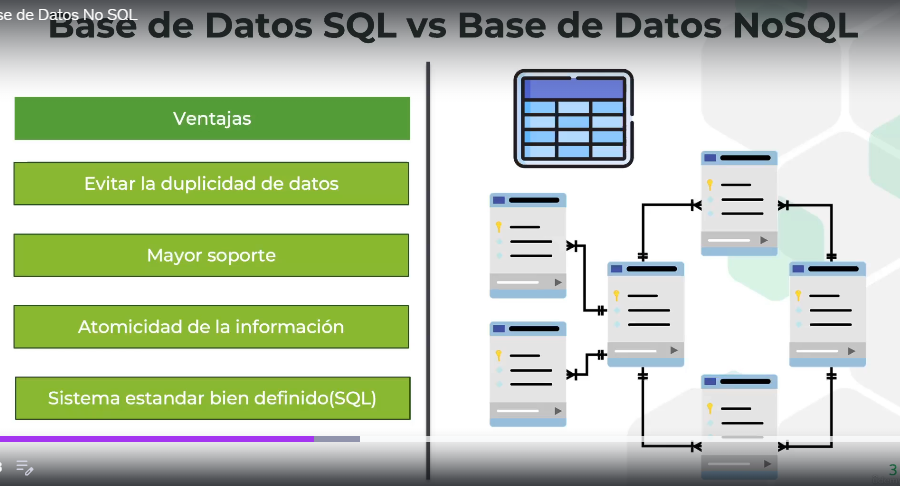 se de Datos No SQL
Base de Datos SQL vs Base de Datos NoSQL
Ventajas
Evitar la duplicidad de datos
Mayor soporte
Atomicidad de la información
Sistema estandar bien definido(SQL)
3